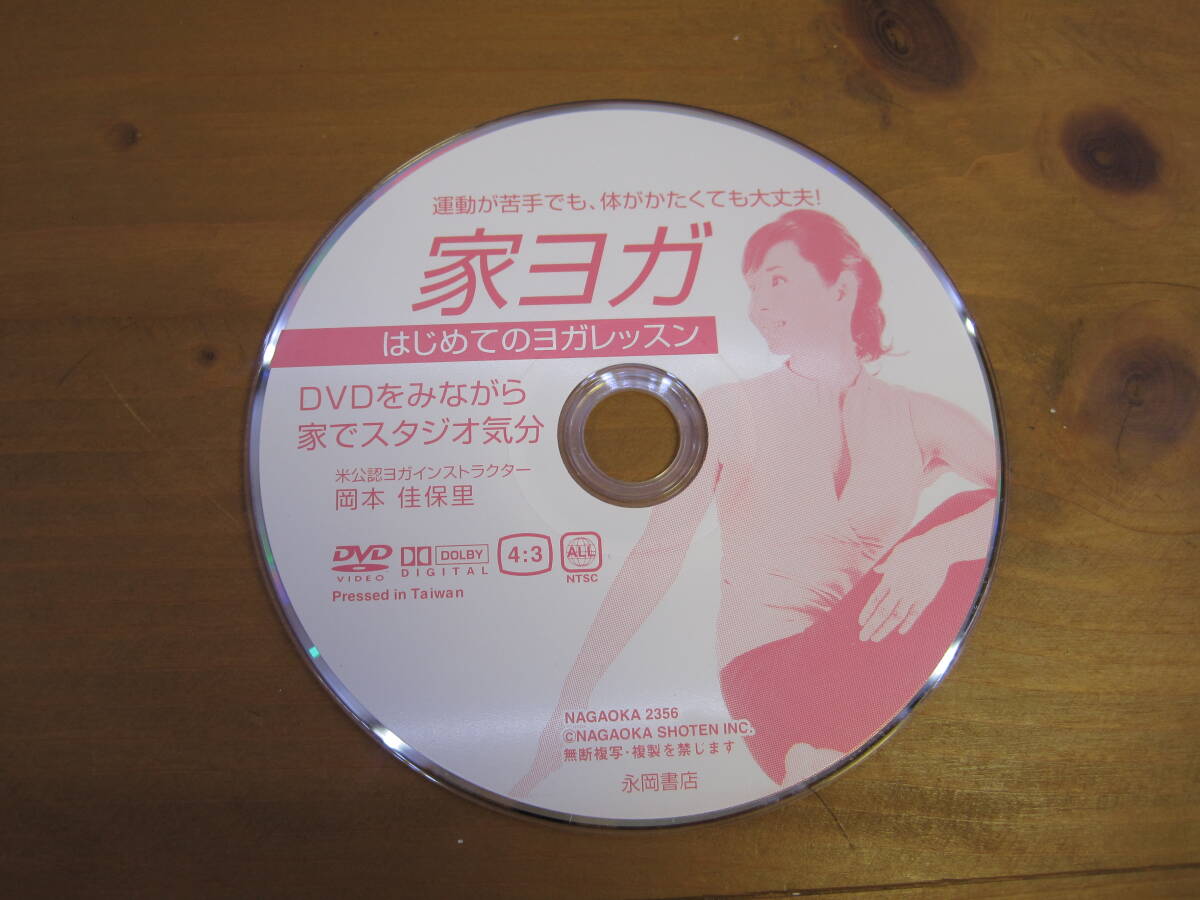 運動が苦手でも、体がかたくても大丈夫!
家ヨガ
はじめてのヨガレッスン
DVDをみながら
家でスタジオ気分
米公認ヨガインストラクター
岡本 佳保里
DVD
VIDEO
DOLBY
DIGITAL
4:3
ALL
NTSC
Pressed in Taiwan
NAGAOKA 2356
©NAGAOKA SHOTEN INC.
無断複写・複製を禁じます
永岡書店